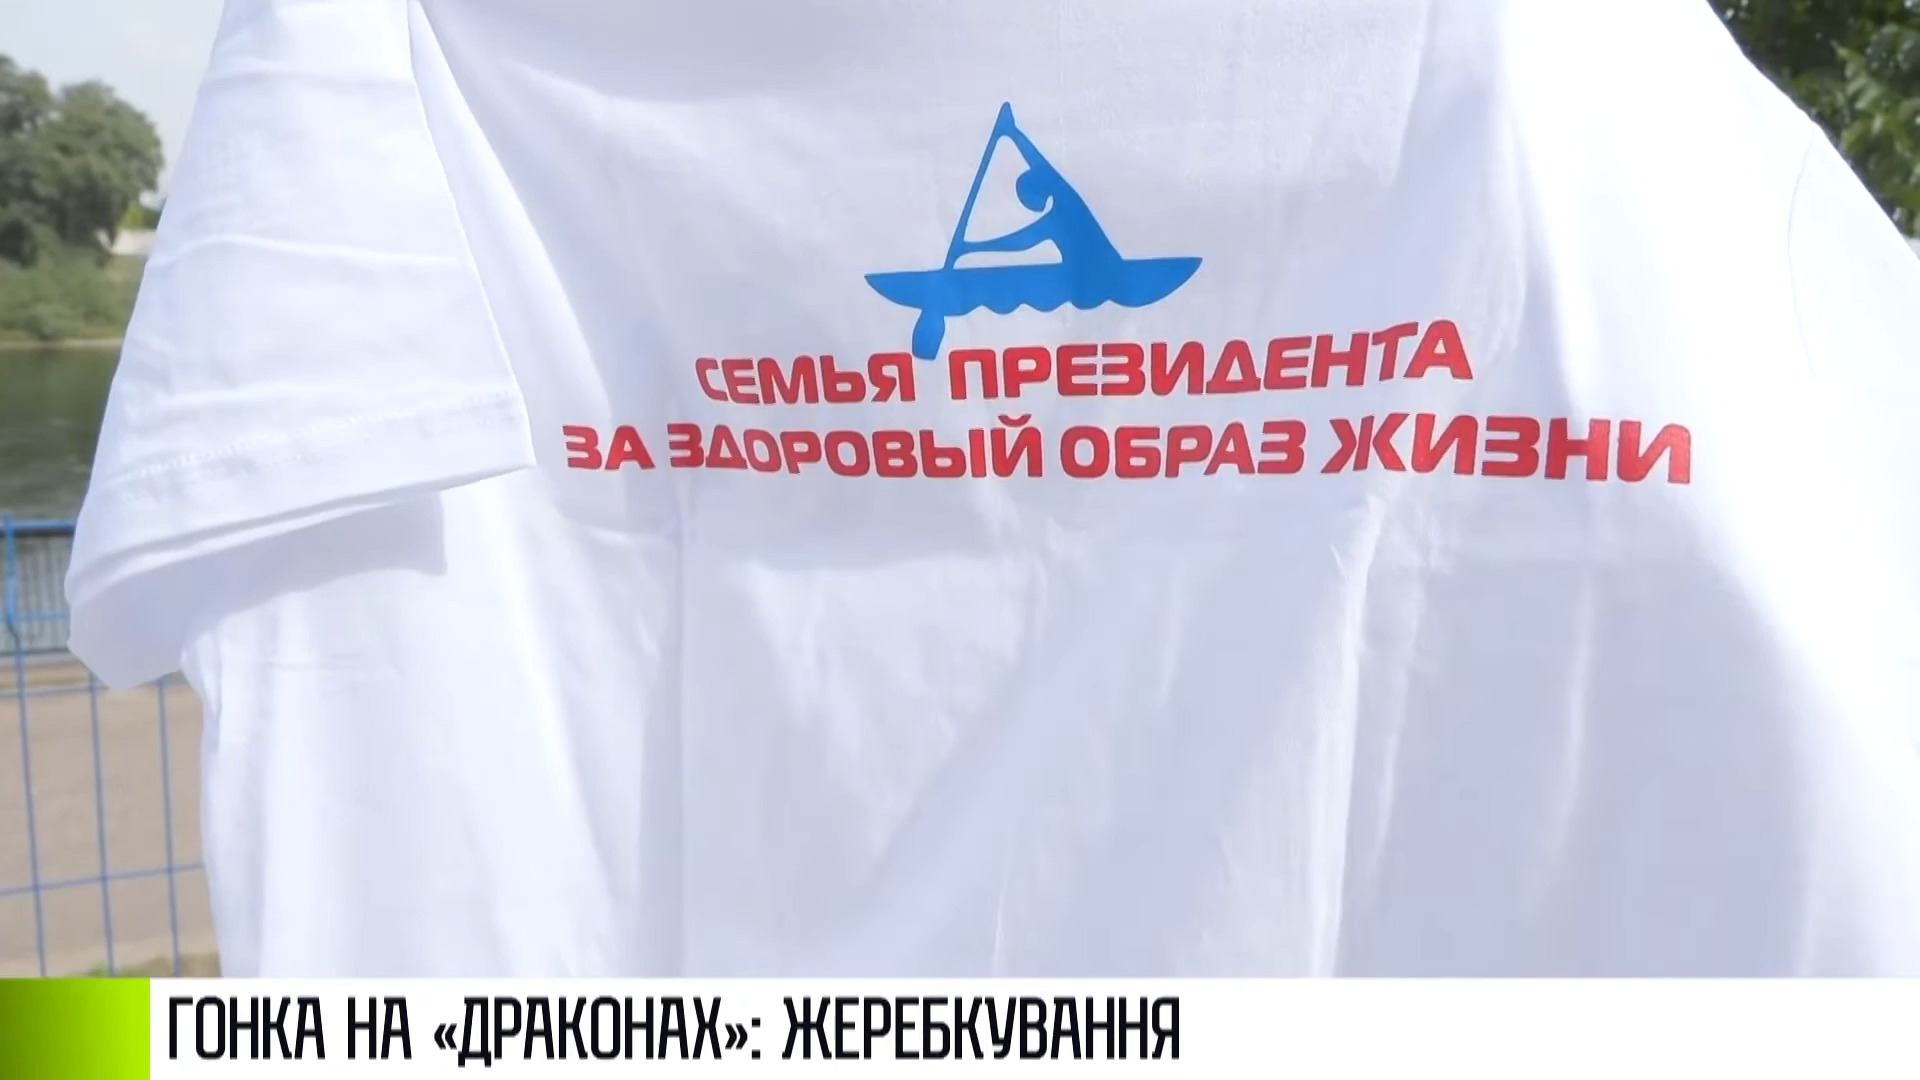 СЕМЬЯ ПРЕЗИДЕНТА
ЗА ЗДОРОВЫЙ ОБРАЗ ЖИЗНИ
ГОНКА НА «ДРАКОНАХ»: ЖЕРЕБКУВАННЯ